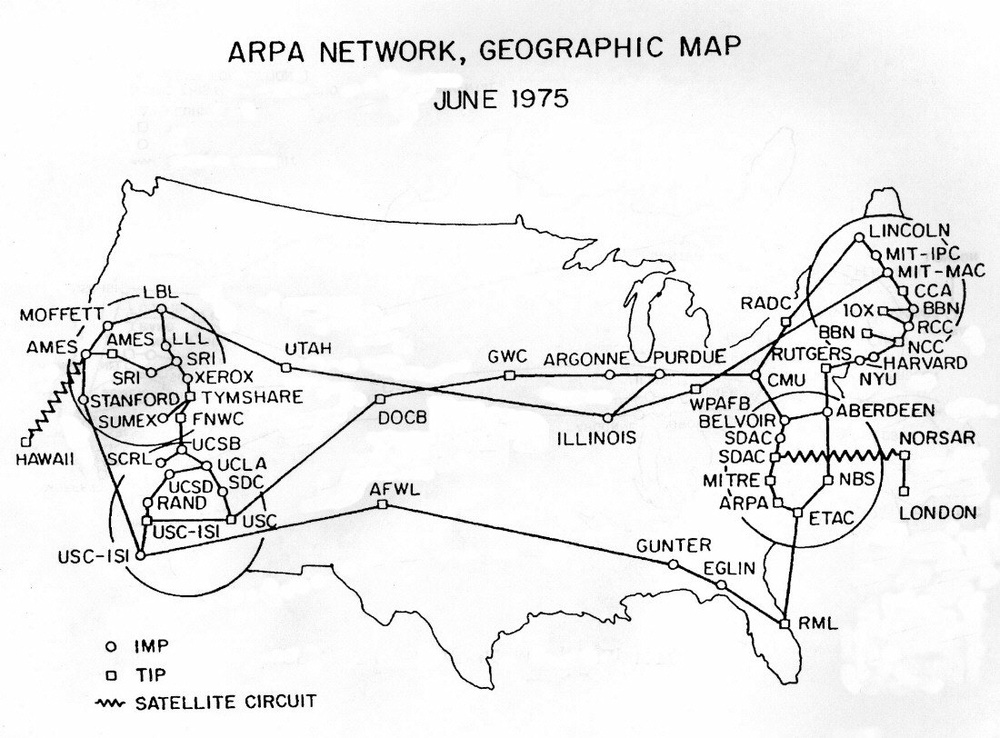 ARPA NETWORK, GEOGRAPHIC MAP
JUNE 1975
LINCOLN
MIT-IPC
MIT-MAC
CCA
LBL
RADC
10X
BBN
MOFFETT
RCC
AMES
AMES
LLL
BBN
NCC
SRI
UTAH
GWC
ARGONNE
PURDUE
RUTGERS
HARVARD
SRI
XEROX
CMU
NYU
STANFORD
TYMSHARE
DOCB
WPAFB
ABERDEEN
SUMEX
FNWC
ILLINOIS
BELVOIR
HAWAII
SCRL
UCSB
SDAC
NORSAR
UCLA
SDAC
UCSD
SDC
MITRE
NBS
RAND
AFWL
ARPA
LONDON
USC-ISI
USC
ETAC
USC-ISI
GUNTER
EGLIN
RML
IMP
TIP
SATELLITE CIRCUIT